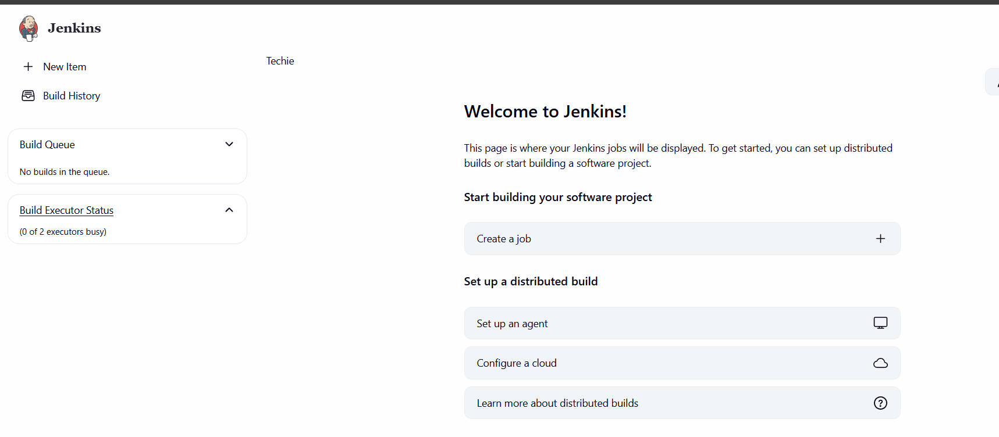 Jenkins
New Item
Build History
Build Queue
No builds in the queue.
Build Executor Status
(0 of 2 executors busy)
Techie
Welcome to Jenkins!
This page is where your Jenkins jobs will be displayed. To get started, you can set up distributed
builds or start building a software project.
Start building your software project
Create a job
Set up a distributed build
Set up an agent
Configure a cloud
Learn more about distributed builds